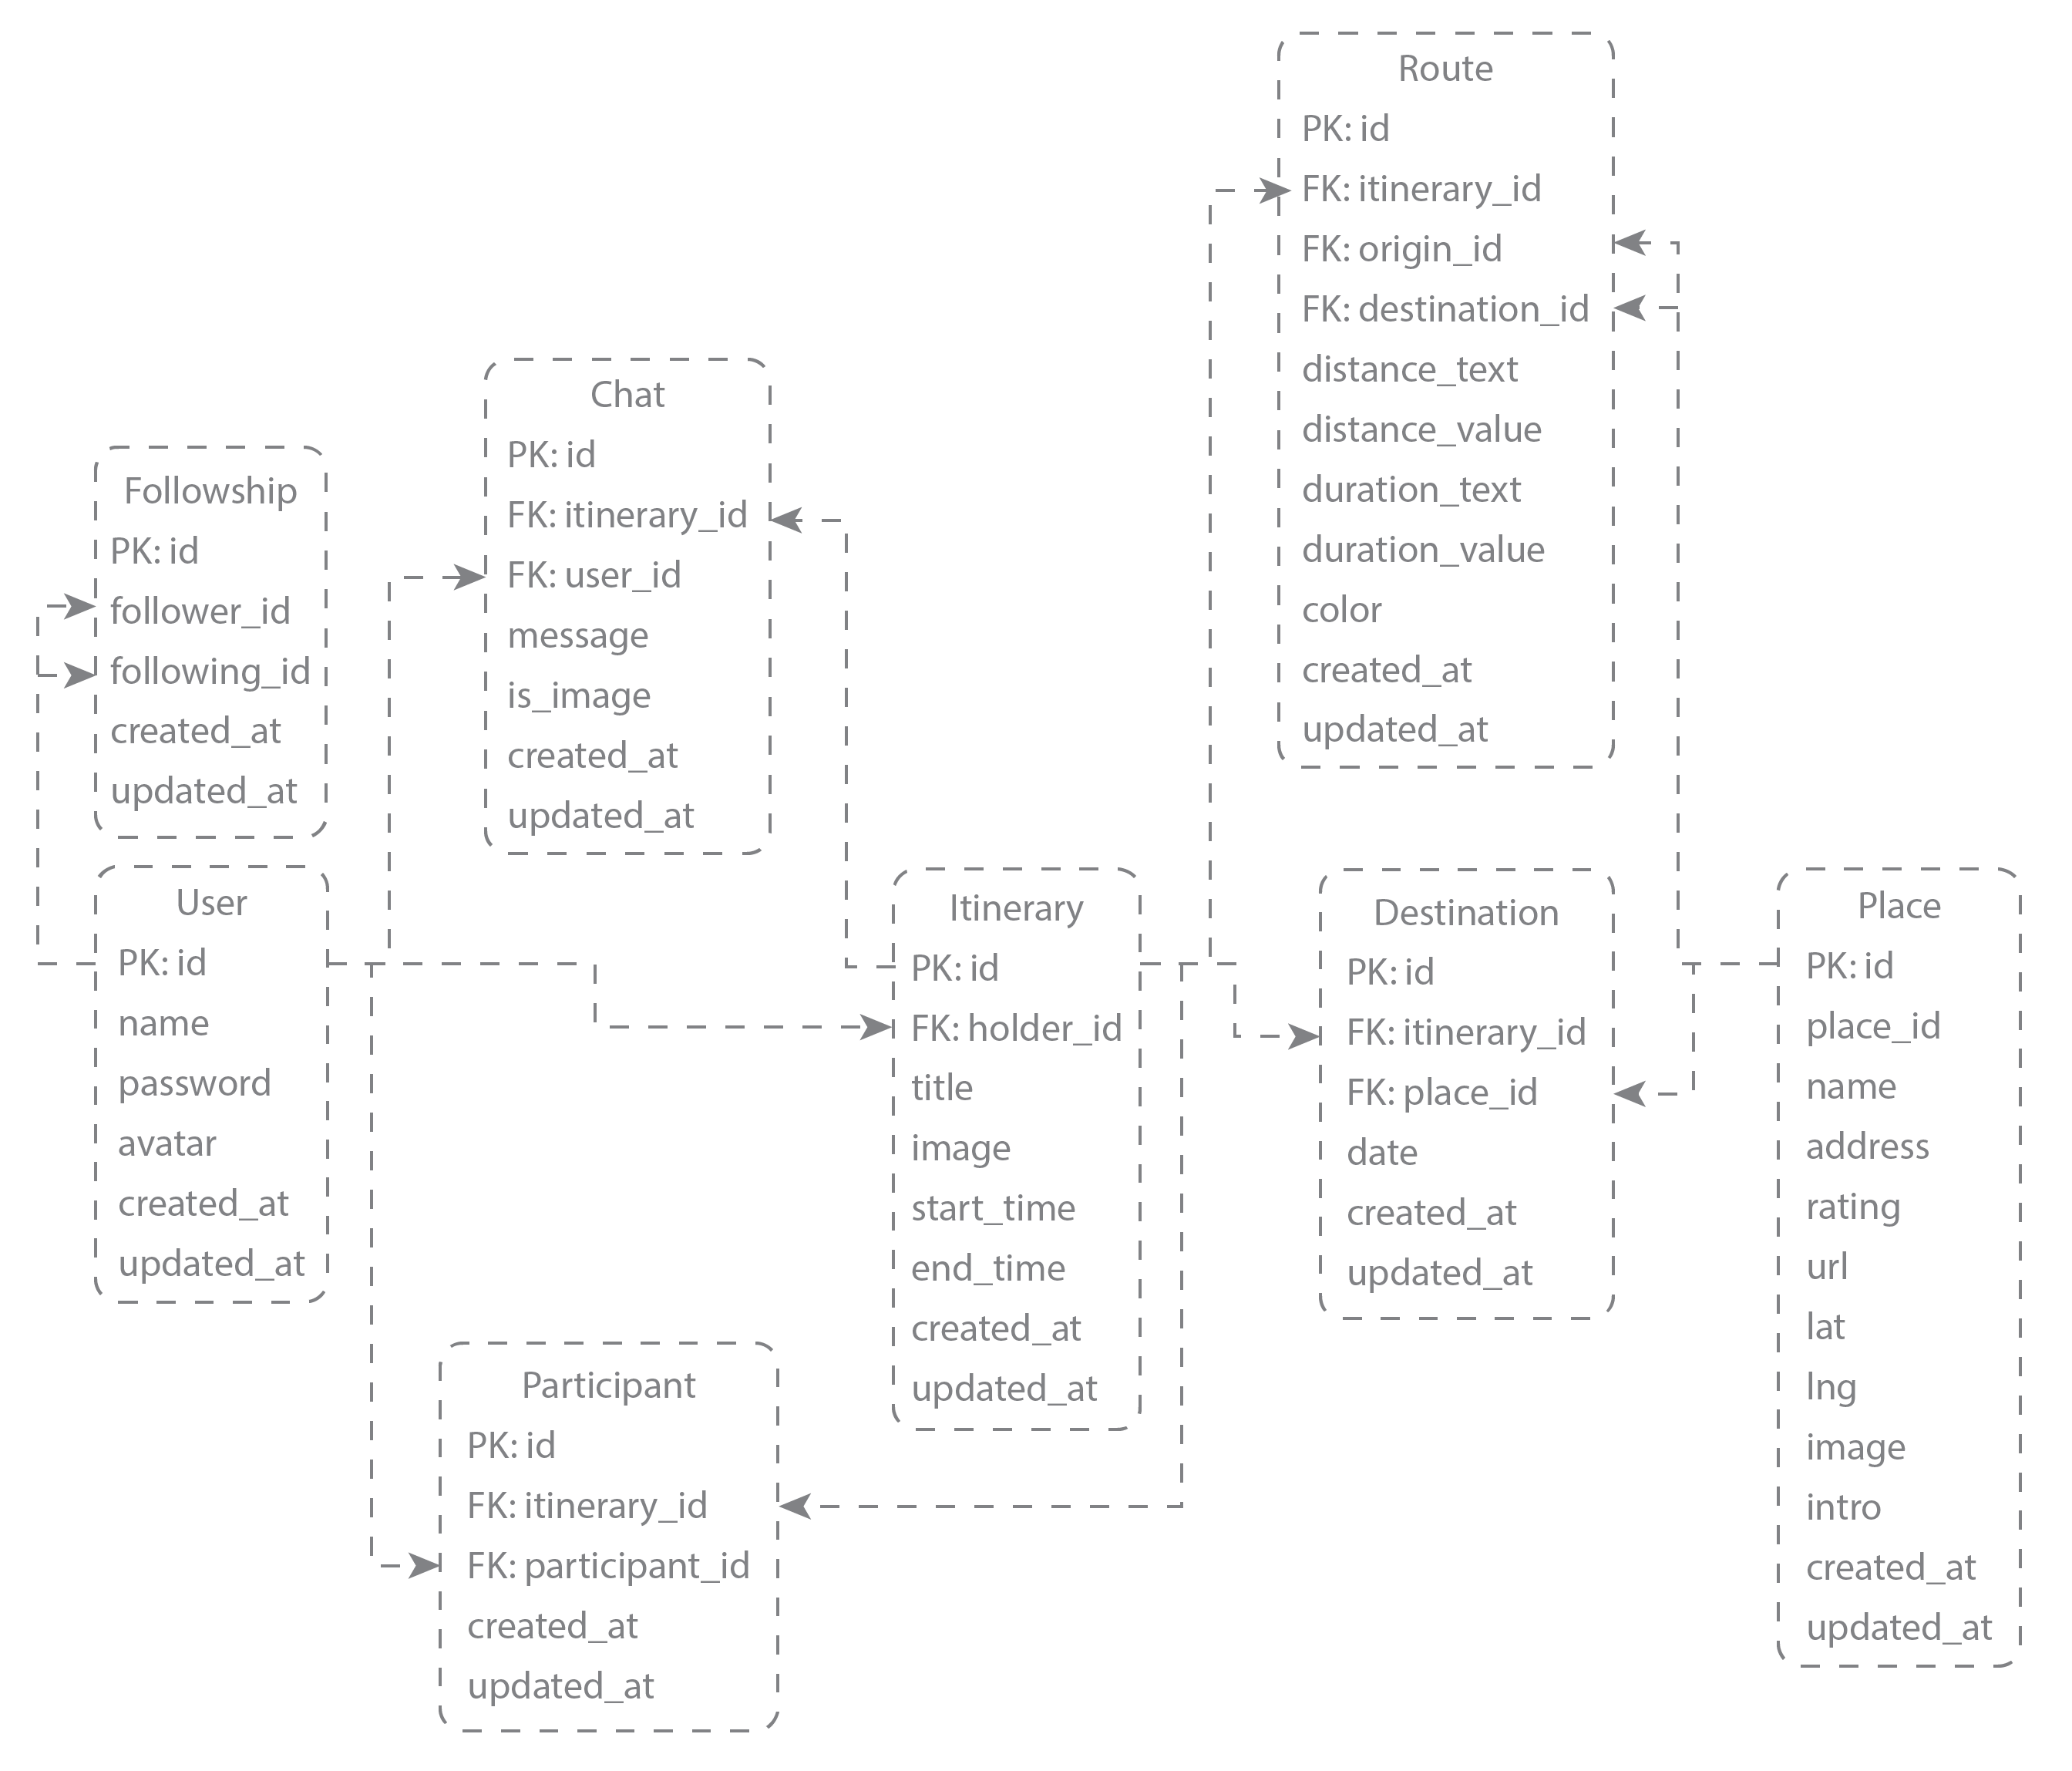 Route
PK: id
FK: itinerary_id
FK: origin_id
FK: destination_id
distance_text
distance_value
duration_text
duration_value
color
created_at
updated_at
Chat
PK: id
FK: itinerary_id
FK: user_id
message
is_image
created_at
updated_at
Followship
PK: id
follower_id
following_id
created_at
updated_at
User
PK: id
name
password
avatar
created_at
updated_at
Itinerary
PK: id
FK: holder_id
title
image
start_time
end_time
created_at
updated_at
Destination
PK: id
FK: itinerary_id
FK: place_id
date
created_at
updated_at
Place
PK: id
place_id
name
address
rating
url
lat
lng
image
intro
created_at
updated_at
Participant
PK: id
FK: itinerary_id
FK: participant_id
created_at
updated_at